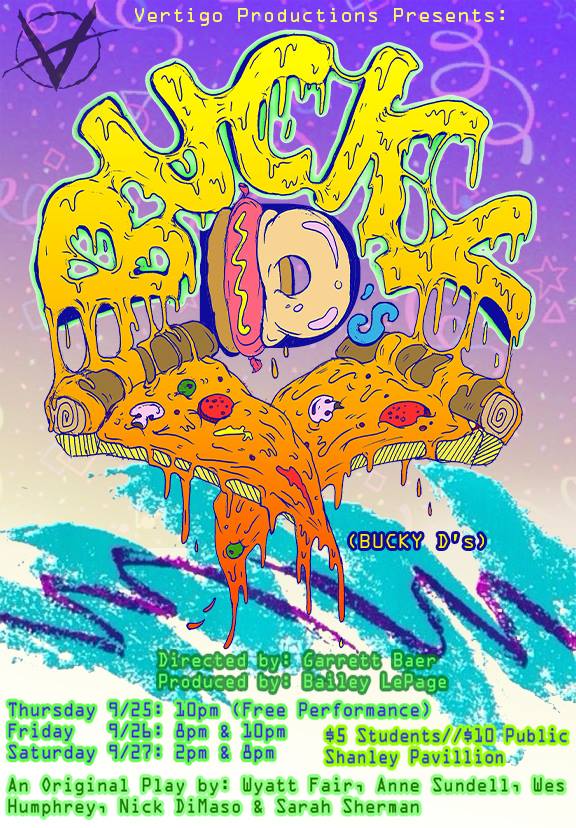 Vertigo Productions Presents:
BUCKY
D's
(BUCKY D's)
Directed by: Garrett Baer
Produced by: Bailey LePage
Thursday 9/25: 10pm (Free Performance)
Friday 9/26: 8pm & 10pm
Saturday 9/27: 2pm & 8pm
$5 Students//$10 Public
Shanley Pavillion
An Original Play by: Wyatt Fair, Anne Sundell, Wes
Humphrey, Nick DiMaso & Sarah Sherman